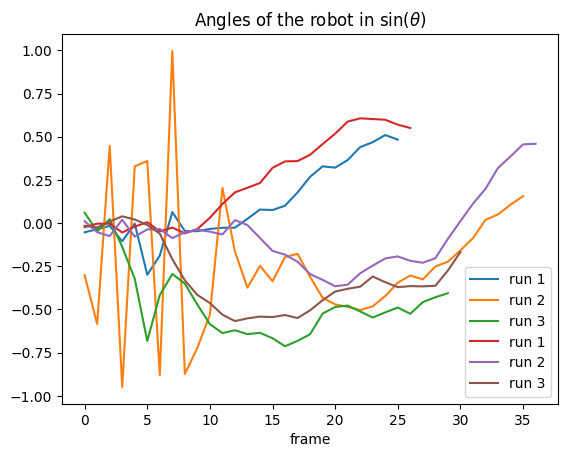 Angles of the robot in sin(θ)
1.00
0.75
0.50
0.25
0.00
−0.25
−0.50
−0.75
−1.00
0 5 10 15 20 25 30 35
frame
run 1
run 2
run 3
run 1
run 2
run 3